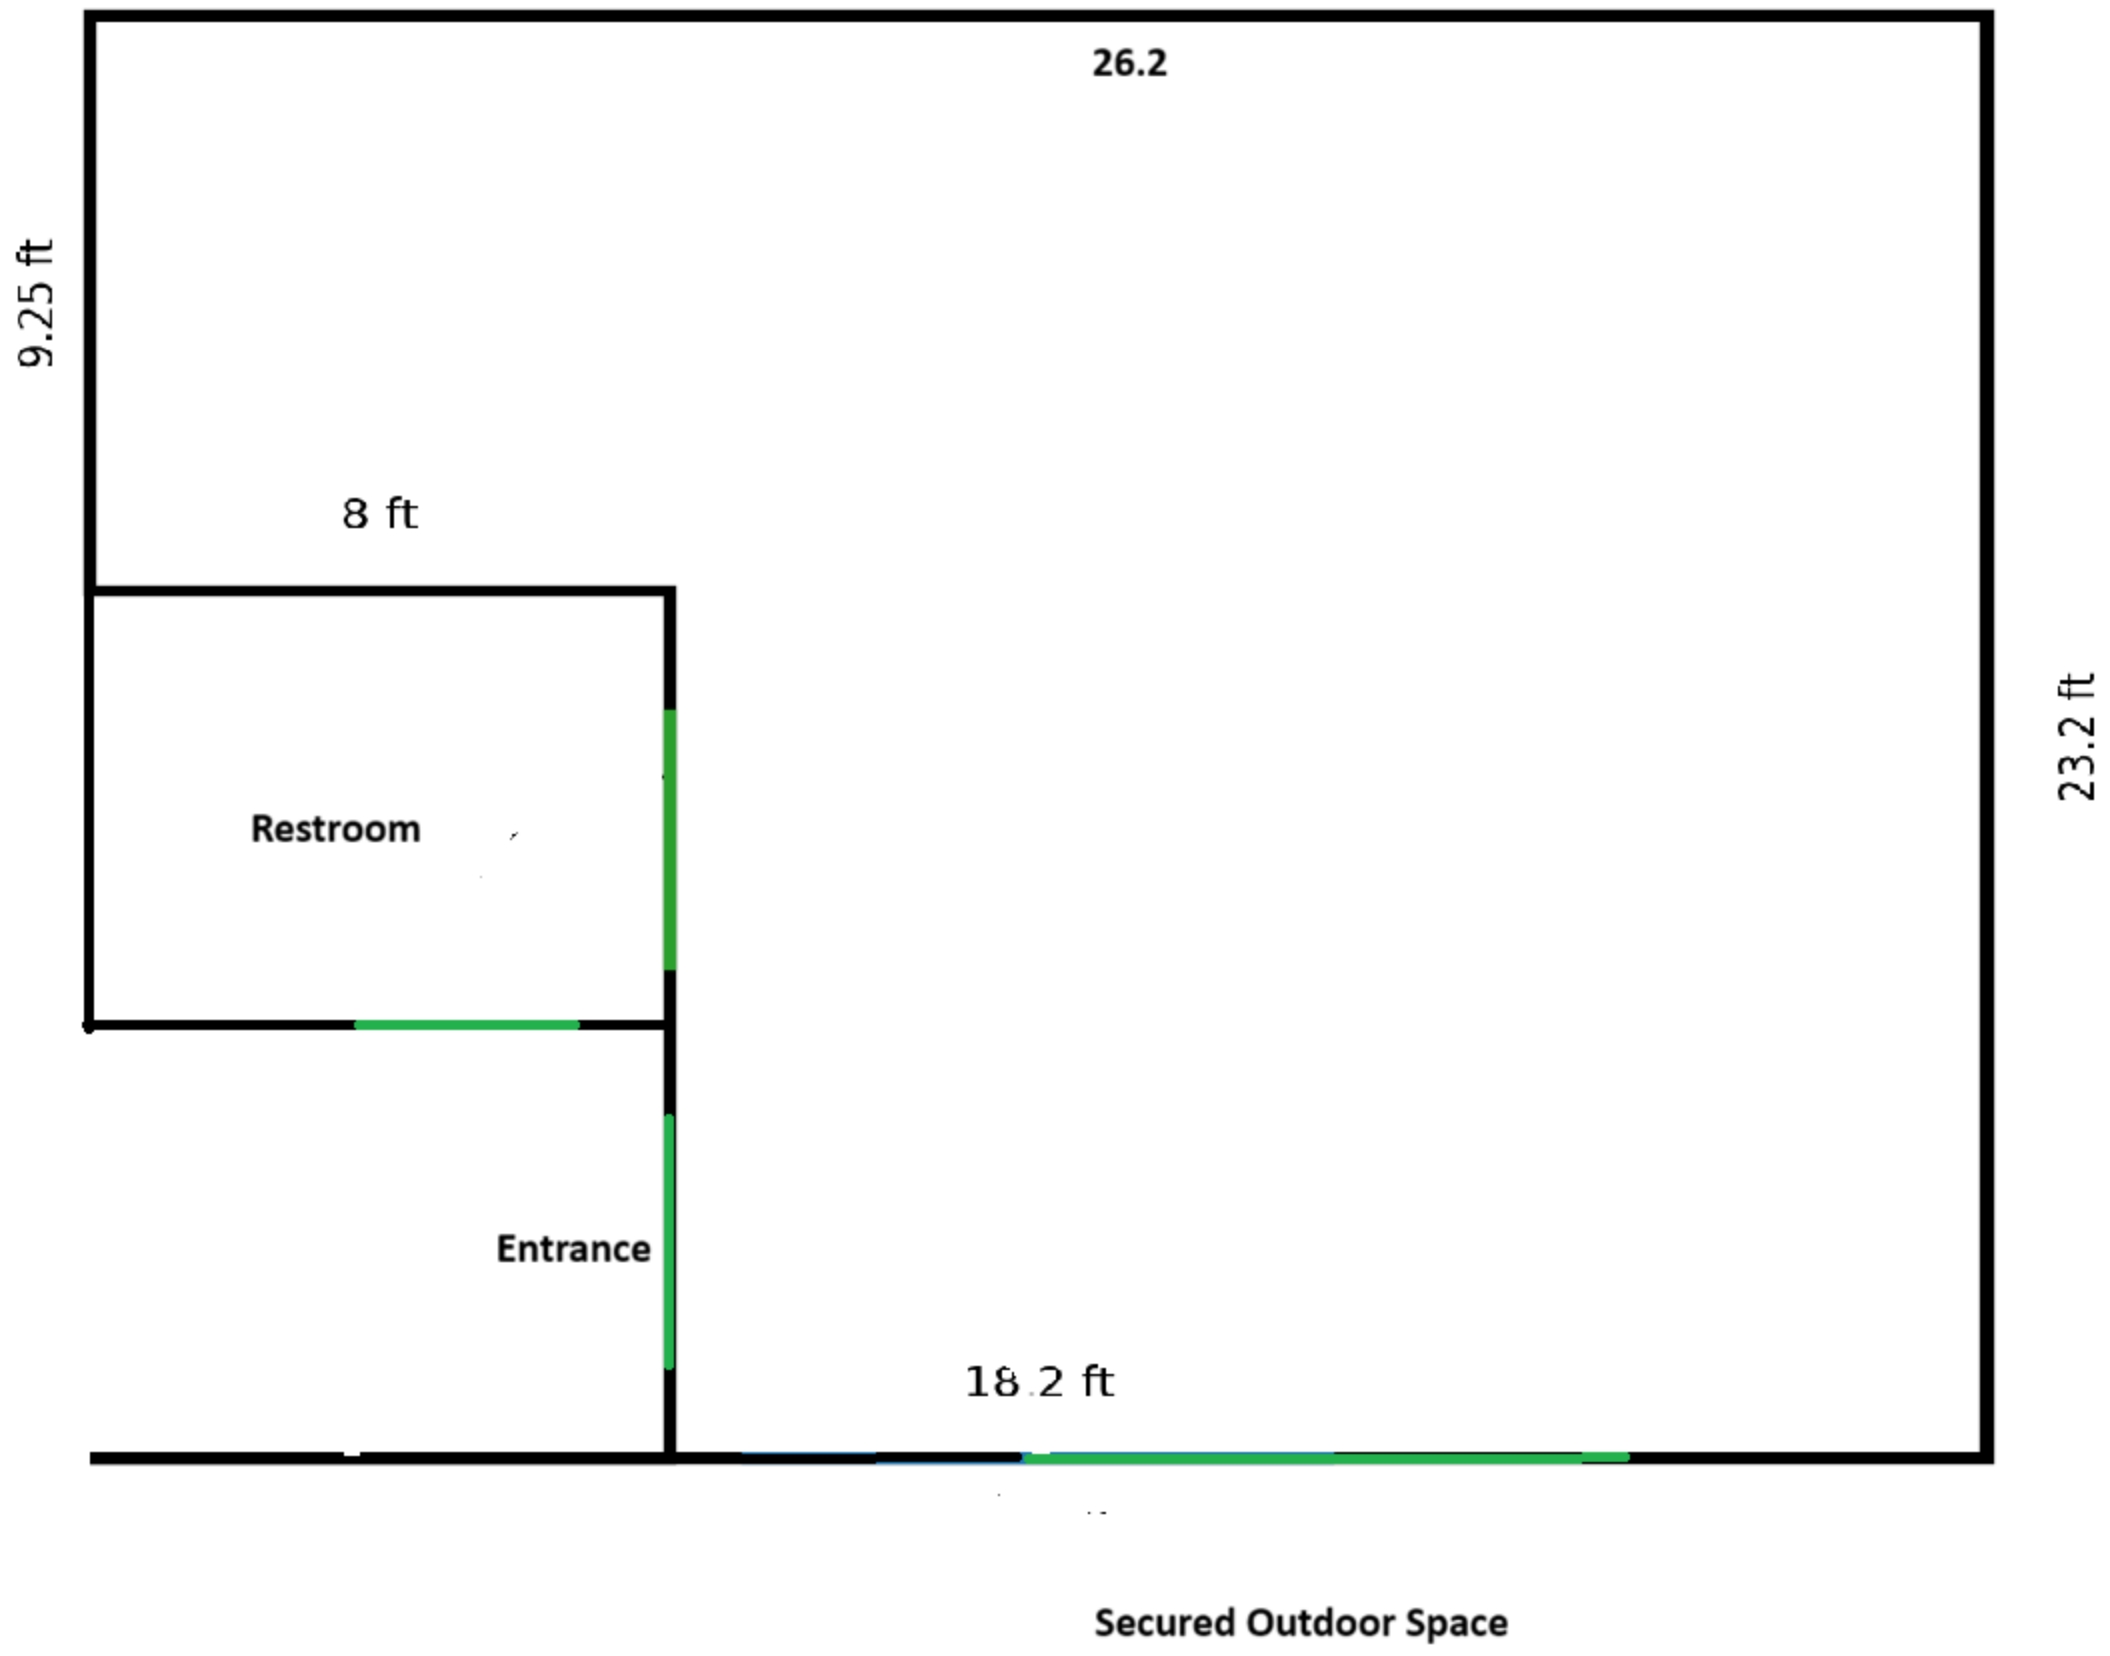 26.2
9.25 ft
8 ft
23.2 ft
Restroom
Entrance
18.2 ft
Secured Outdoor Space